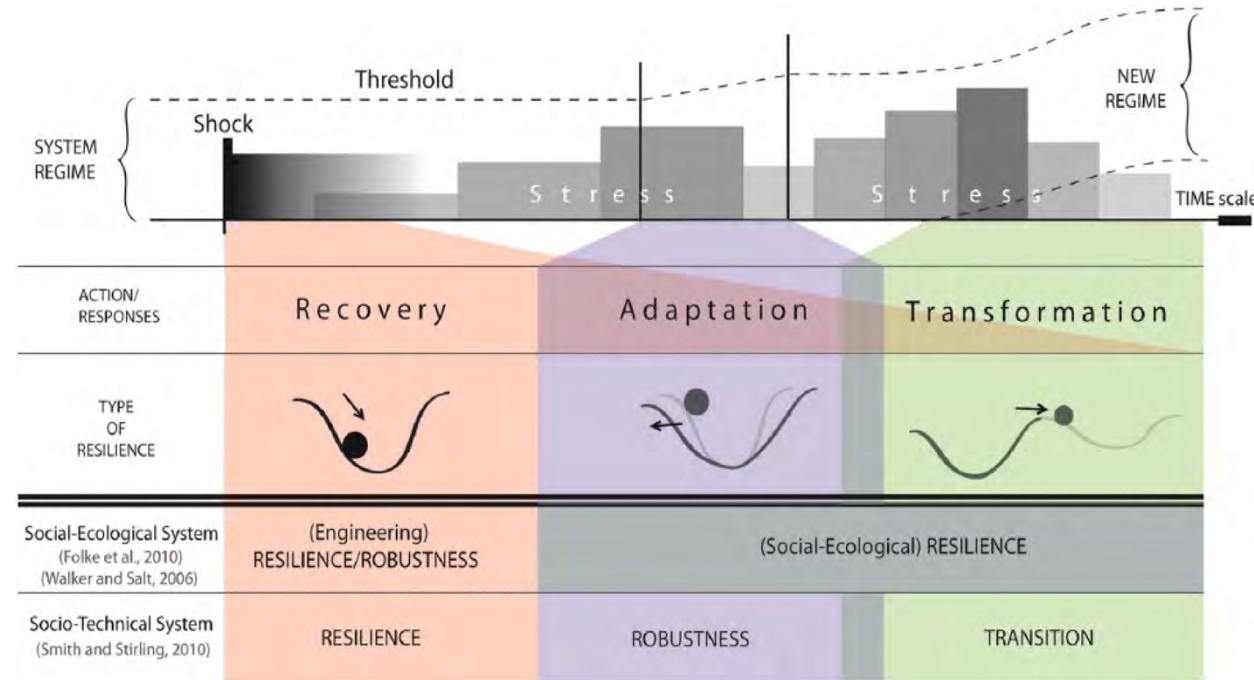 Threshold
NEW
REGIME
Shock
SYSTEM
REGIME
Stress
Stress
TIME scale
ACTION/
RESPONSES
Recovery
Adaptation
Transformation
TYPE
OF
RESILIENCE
Social-Ecological System
(Folke et al., 2010)
(Walker and Salt, 2006)
(Engineering)
RESILIENCE/ROBUSTNESS
(Social-Ecological) RESILIENCE
Socio-Technical System
(Smith and Stirling, 2010)
RESILIENCE
ROBUSTNESS
TRANSITION